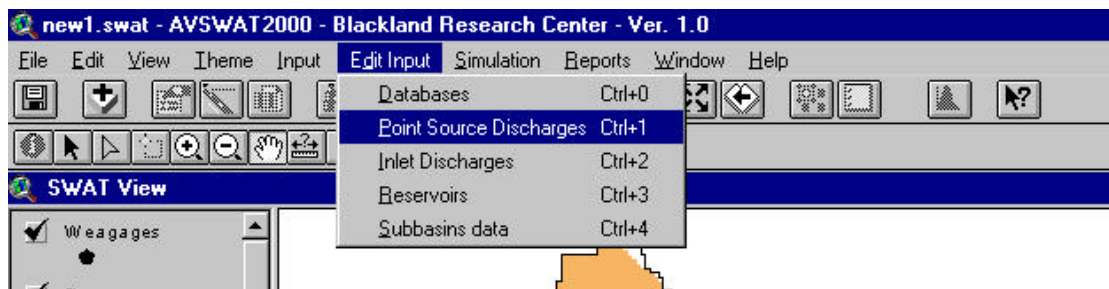 new1.swat - AVSWAT2000 - Blackland Research Center - Ver. 1.0
File Edit View Theme Input Edit Input Simulation Reports Window Help
Databases Ctrl+0
Point Source Discharges Ctrl+1
Inlet Discharges Ctrl+2
Reservoirs Ctrl+3
Subbasins data Ctrl+4
SWAT View
Weagages